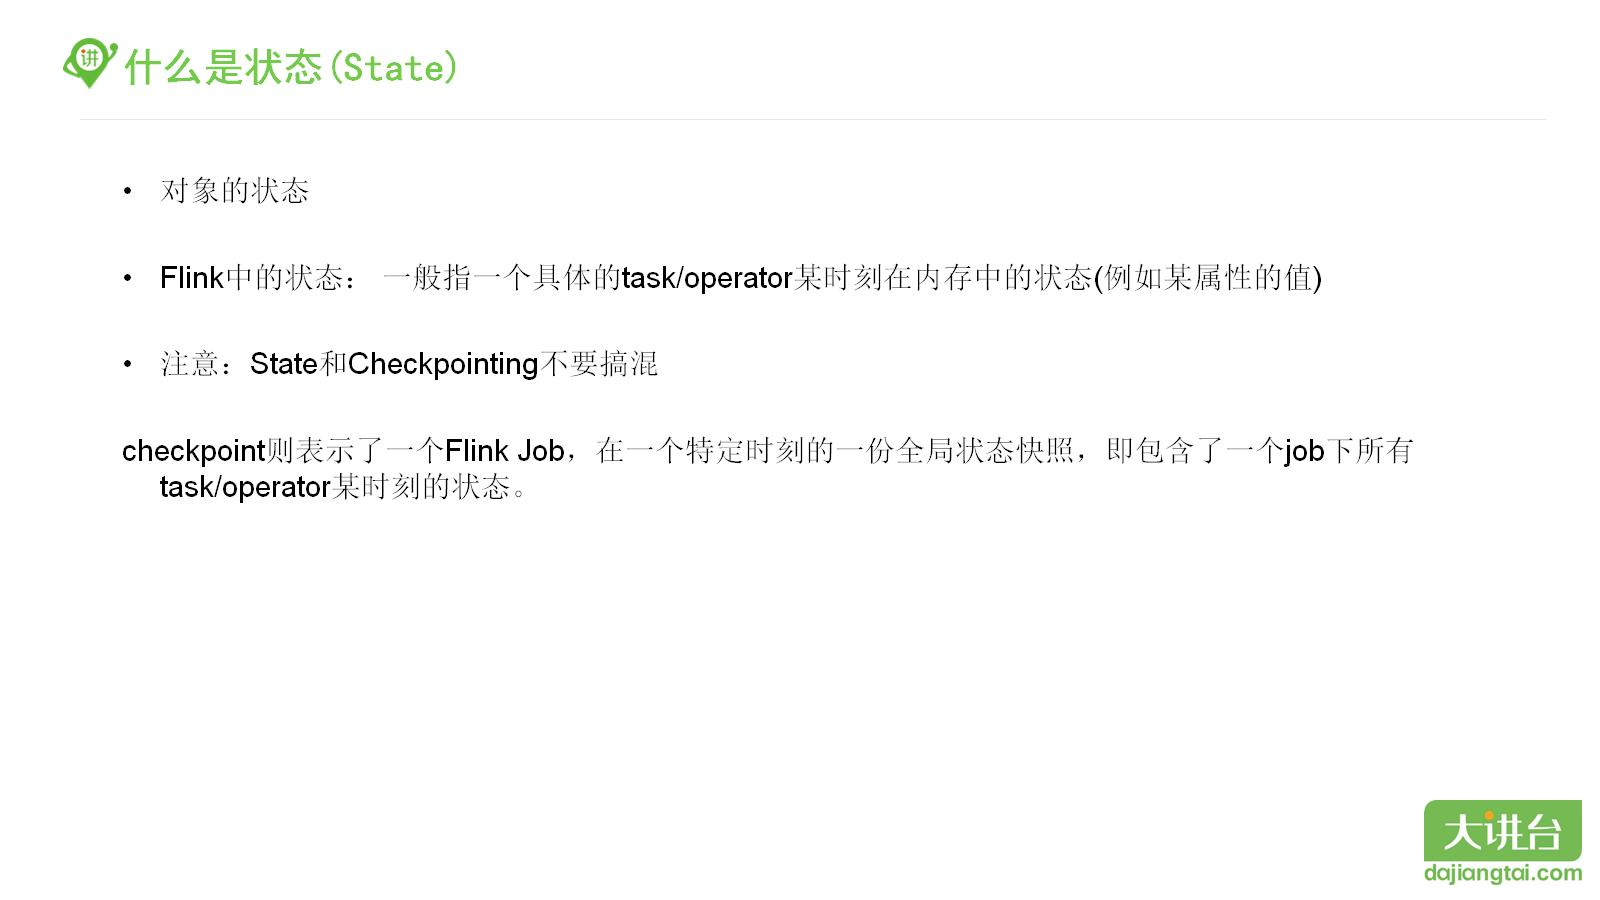 讲
什么是状态(State)
• 对象的状态
• Flink中的状态： 一般指一个具体的task/operator某时刻在内存中的状态(例如某属性的值)
• 注意：State和Checkpointing不要搞混
checkpoint则表示了一个Flink Job，在一个特定时刻的一份全局状态快照，即包含了一个job下所有
task/operator某时刻的状态。
大讲台
dajiangtai.com